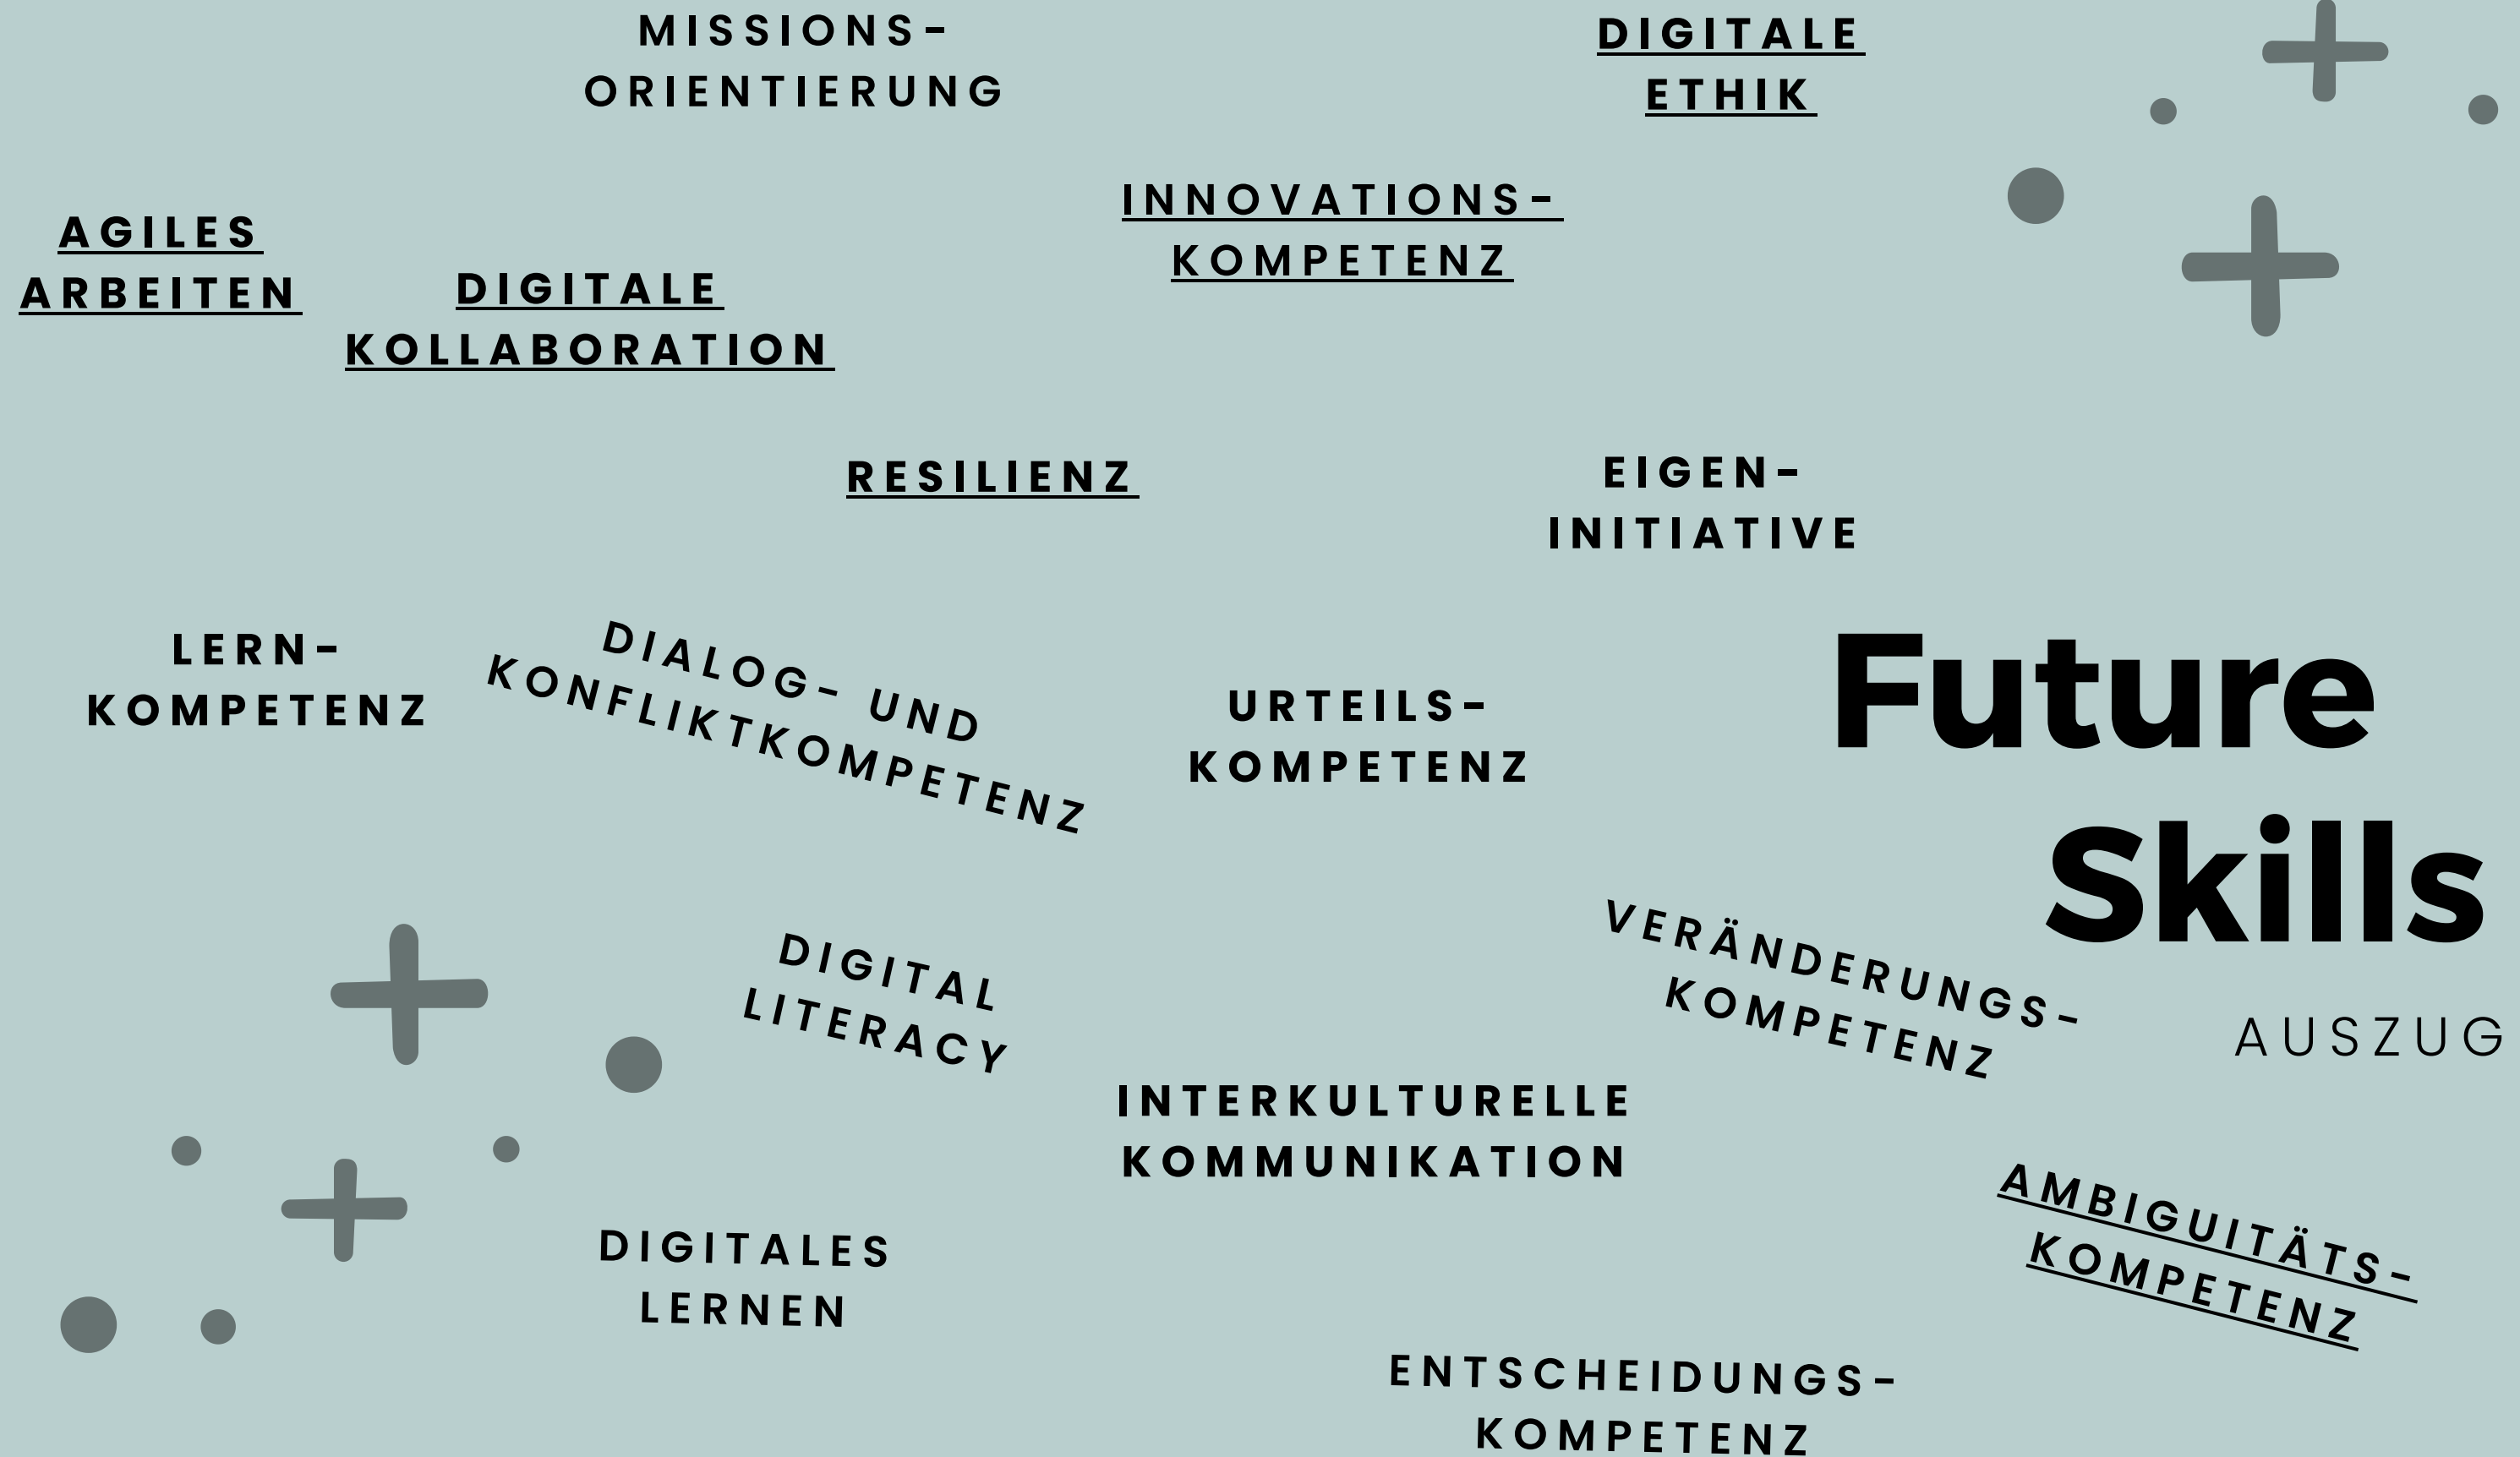 MISSIONS-
ORIENTIERUNG
DIGITALE
ETHIK
INNOVATIONS-
KOMPETENZ
AGILES
ARBEITEN
DIGITALE
KOLLABORATION
RESILIENZ
EIGEN-
INITIATIVE
LERN-
KOMPETENZ
DIALOG- UND
KONFLIKTKOMPETENZ
URTEILS-
KOMPETENZ
Future
Skills
AUSZUG
DIGITAL
LITERACY
VERÄNDERUNGS-
KOMPETENZ
INTERKULTURELLE
KOMMUNIKATION
AMBIGUITÄTS-
KOMPETENZ
DIGITALES
LERNEN
ENTSCHEIDUNGS-
KOMPETENZ